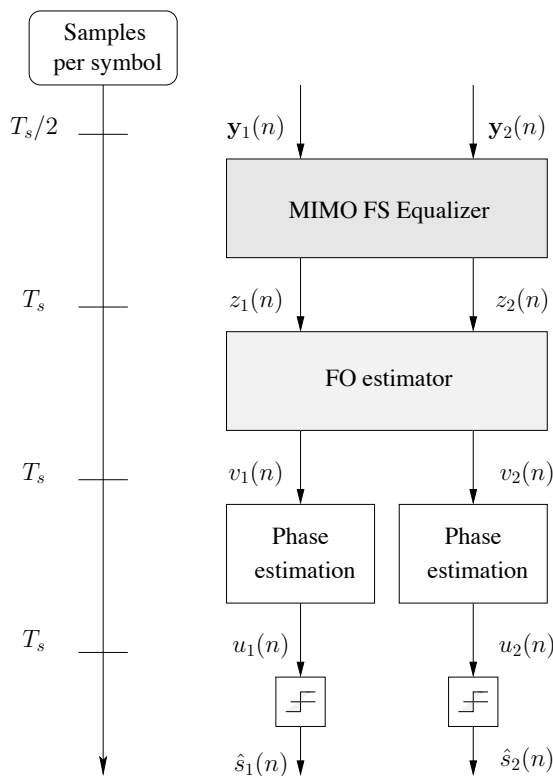 Samples
per symbol
T_s/2
y_1(n) y_2(n)
MIMO FS Equalizer
T_s
z_1(n) z_2(n)
FO estimator
T_s
v_1(n) v_2(n)
Phase
estimation
Phase
estimation
T_s
u_1(n) u_2(n)
ŝ_1(n) ŝ_2(n)